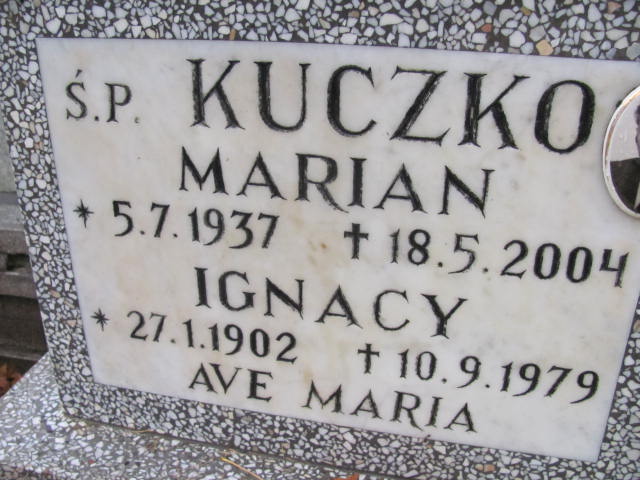 Ś.P. KUCZKO
MARIAN
* 5.7.1937 † 18.5.2004
IGNACY
* 27.1.1902 † 10.9.1979
AVE MARIA